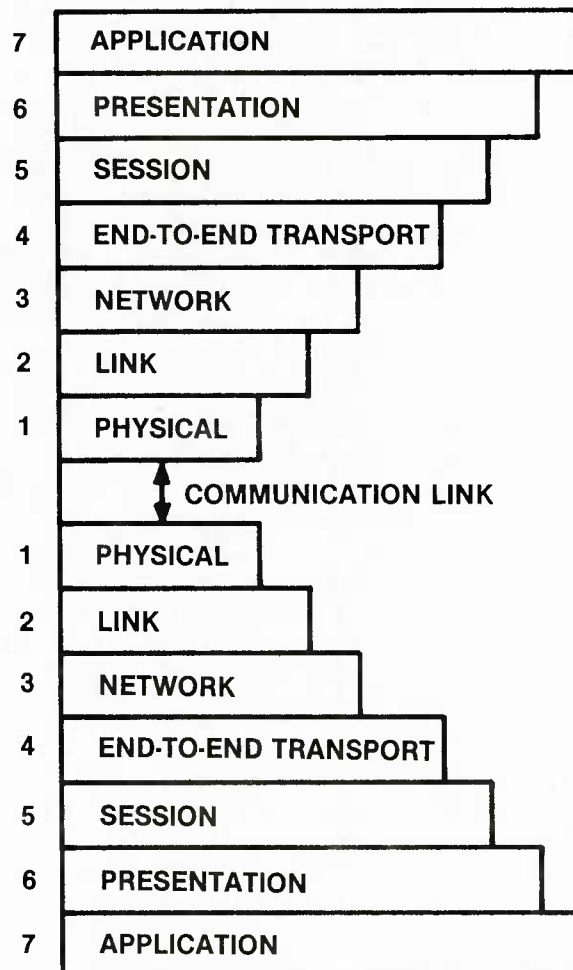 7 APPLICATION
6 PRESENTATION
5 SESSION
4 END-TO-END TRANSPORT
3 NETWORK
2 LINK
1 PHYSICAL
COMMUNICATION LINK
1 PHYSICAL
2 LINK
3 NETWORK
4 END-TO-END TRANSPORT
5 SESSION
6 PRESENTATION
7 APPLICATION